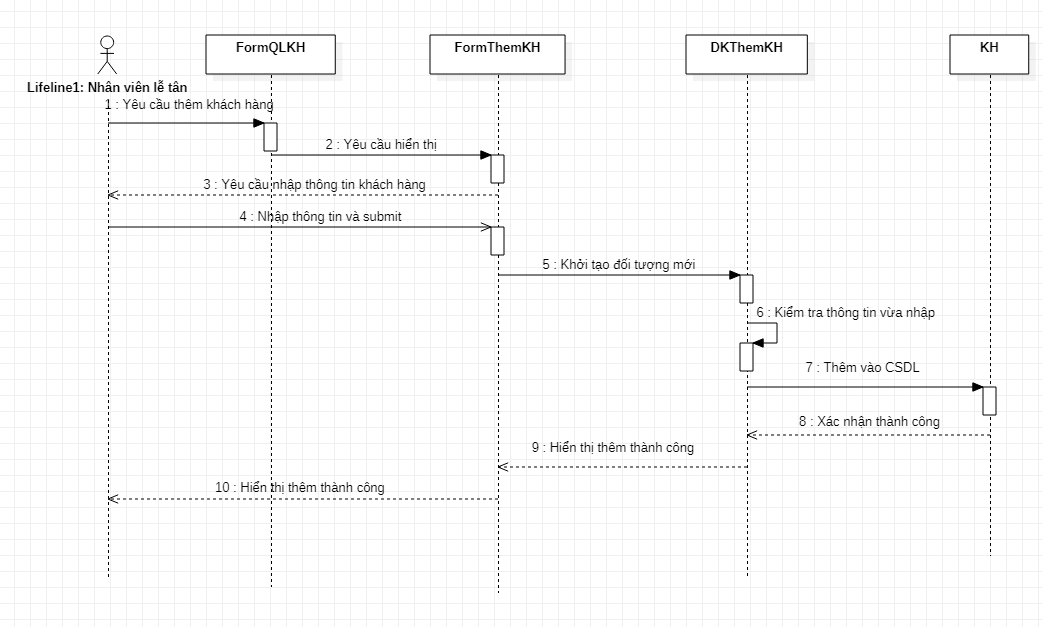 FormQLKH
FormThemKH
DKThemKH
KH
Lifeline1: Nhân viên lễ tân
1 : Yêu cầu thêm khách hàng
2 : Yêu cầu hiển thị
3 : Yêu cầu nhập thông tin khách hàng
4 : Nhập thông tin và submit
5 : Khởi tạo đối tượng mới
6 : Kiểm tra thông tin vừa nhập
7 : Thêm vào CSDL
8 : Xác nhận thành công
9 : Hiển thị thêm thành công
10 : Hiển thị thêm thành công